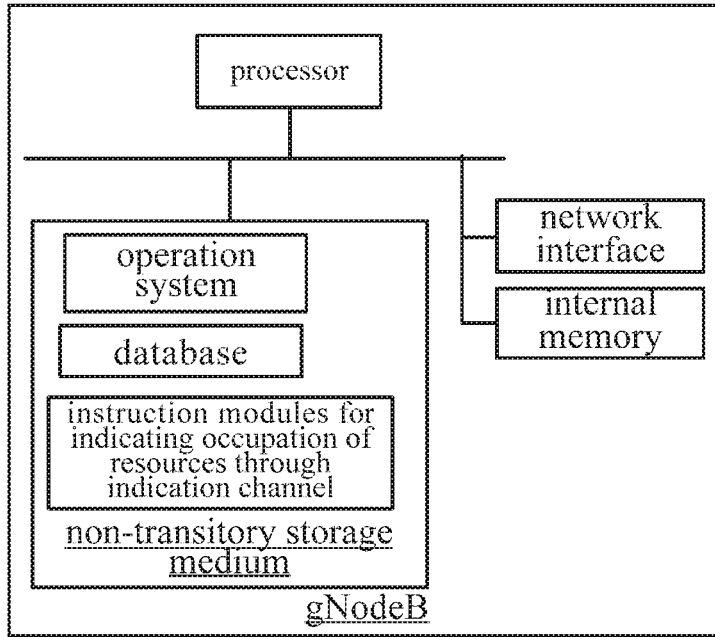 processor
operation
system
database
instruction modules for
indicating occupation of
resources through
indication channel
non-transitory storage
medium
network
interface
internal
memory
gNodeB